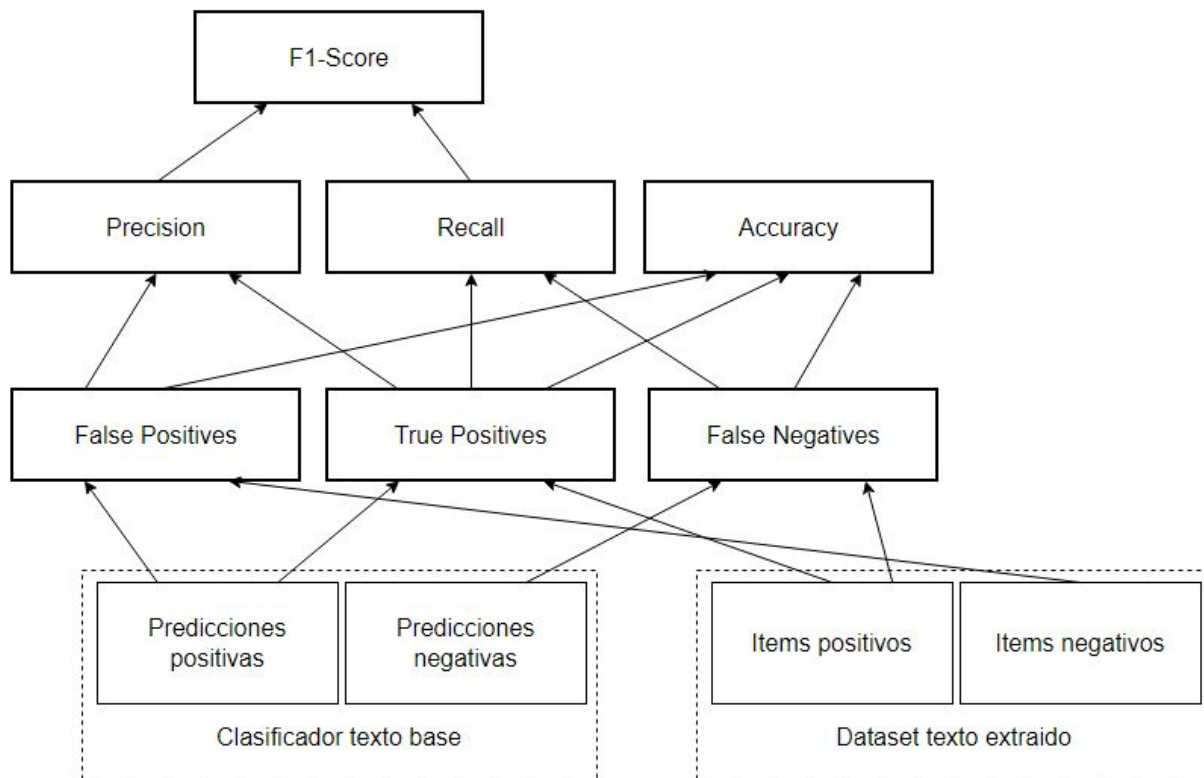 F1-Score
Precision
Recall
Accuracy
False Positives
True Positives
False Negatives
Predicciones
positivas
Predicciones
negativas
Items positivos
Items negativos
Clasificador texto base
Dataset texto extraido